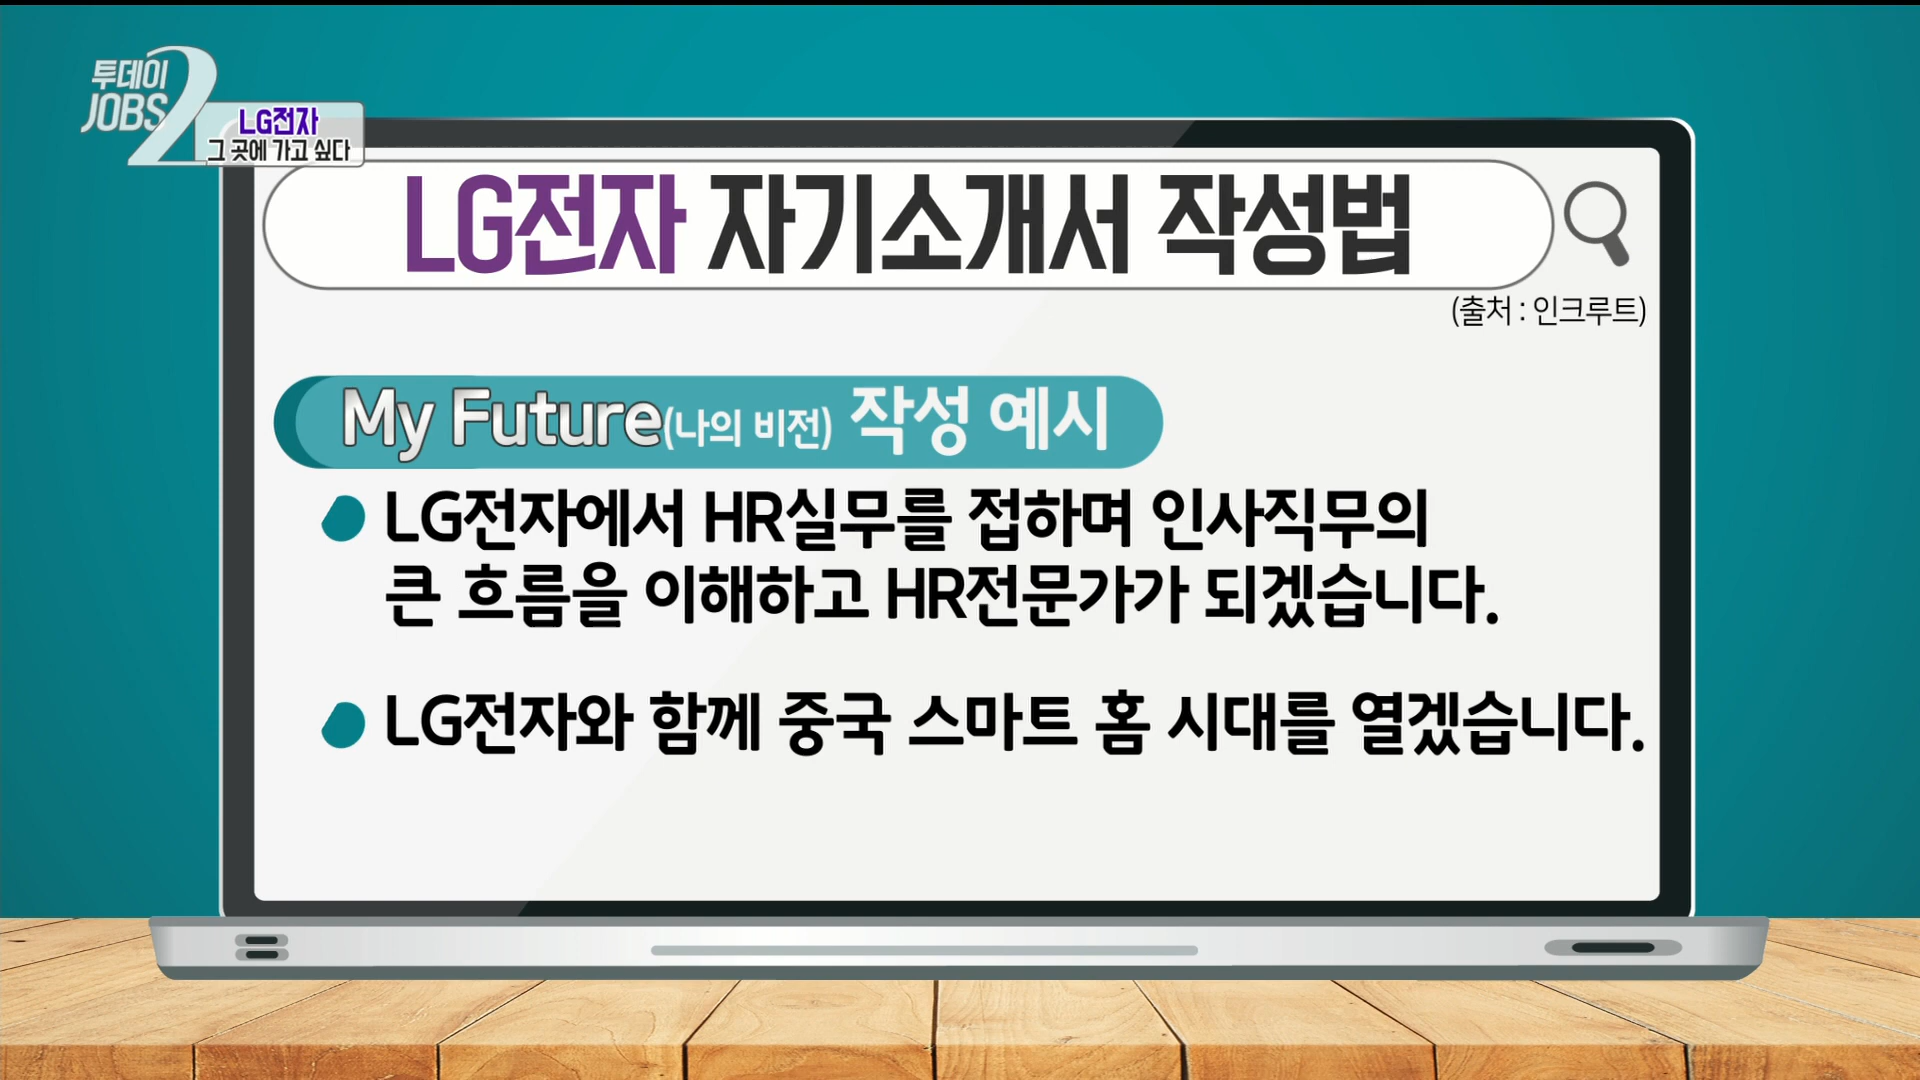 투데이
JOBS 2
LG전자
그 곳에 가고 싶다
LG전자 자기소개서 작성법
(출처 : 인크루트)
My Future(나의 비전) 작성 예시
LG전자에서 HR실무를 접하며 인사직무의
큰 흐름을 이해하고 HR전문가가 되겠습니다.
LG전자와 함께 중국 스마트 홈 시대를 열겠습니다.